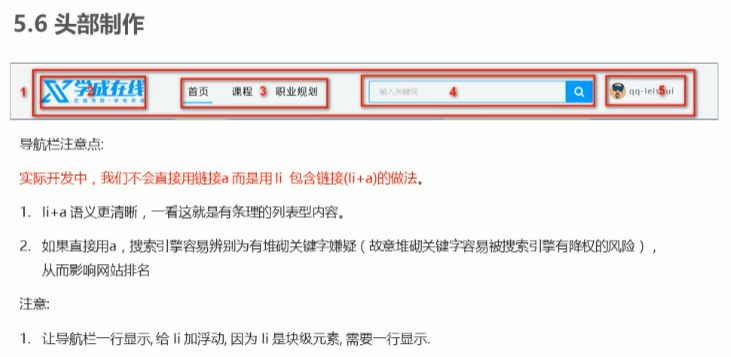 5.6 头部制作
1 2 学成在线 首页 课程 3 职业规划 输入关键词 4 5
在线教育·学有所成
导航栏注意点:
实际开发中，我们不会直接用链接a 而是用 li 包含链接(li+a)的做法。
1. li+a 语义更清晰，一看这就是有条理的列表型内容。
2. 如果直接用a，搜索引擎容易辨别为有堆砌关键字嫌疑（故意堆砌关键字容易被搜索引擎有降权的风险），
从而影响网站排名
注意:
1. 让导航栏一行显示, 给 li 加浮动, 因为 li 是块级元素, 需要一行显示.